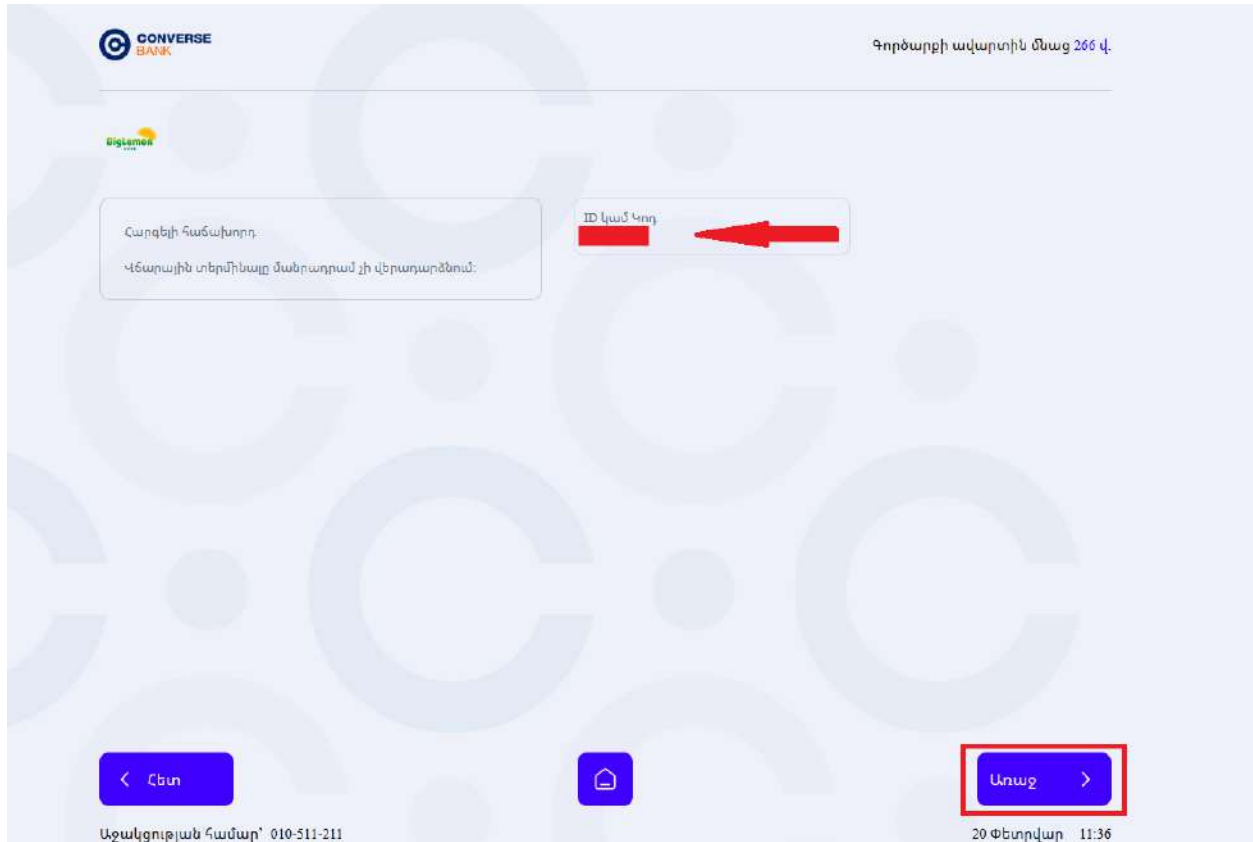 CONVERSE
BANK
Գործարքի ավարտին մնաց 266 վ.
BigLemon
Հարգելի հաճախորդ
Վճարային տերմինալը մանրադրամ չի վերադարձնում:
ID կամ Կոդ
Հետ
Առաջ
Աջակցության համար՝ 010-511-211
20 Փետրվար 11:36